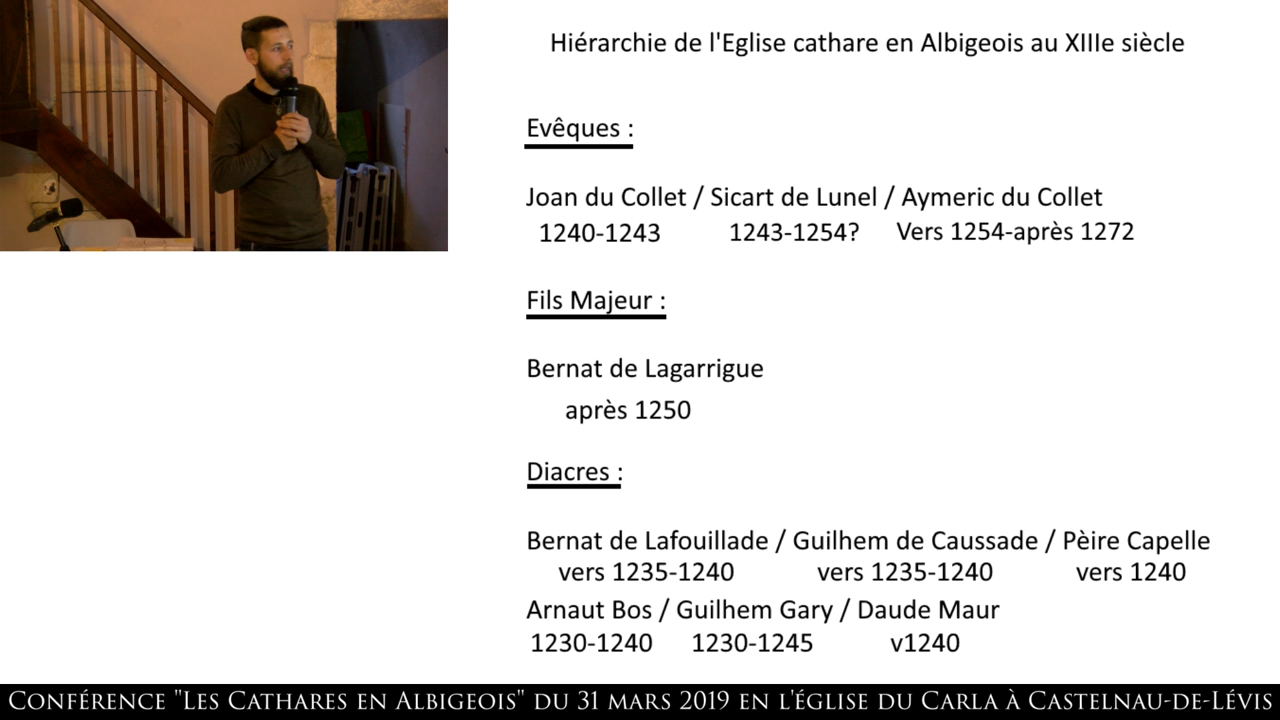 Hiérarchie de l'Eglise cathare en Albigeois au XIIIe siècle
Evêques :
Joan du Collet / Sicart de Lunel / Aymeric du Collet
1240-1243 1243-1254? Vers 1254-après 1272
Fils Majeur :
Bernat de Lagarrigue
après 1250
Diacres :
Bernat de Lafouillade / Guilhem de Caussade / Pèire Capelle
vers 1235-1240 vers 1235-1240 vers 1240
Arnaut Bos / Guilhem Gary / Daude Maur
1230-1240 1230-1245 v1240
Conférence "Les Cathares en Albigeois" du 31 mars 2019 en l'église du Carla à Castelnau-de-Lévis